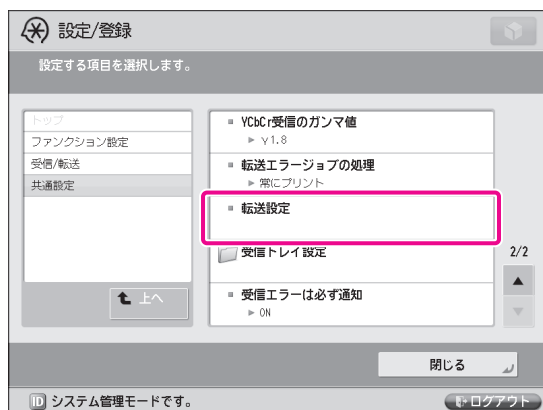 設定/登録
設定する項目を選択します。
トップ
ファンクション設定
受信/転送
共通設定
上へ
YCbCr受信のガンマ値
γ1.8
転送エラージョブの処理
常にプリント
転送設定
受信トレイ設定
受信エラーは必ず通知
ON
2/2
閉じる
ID システム管理モードです。
ログアウト